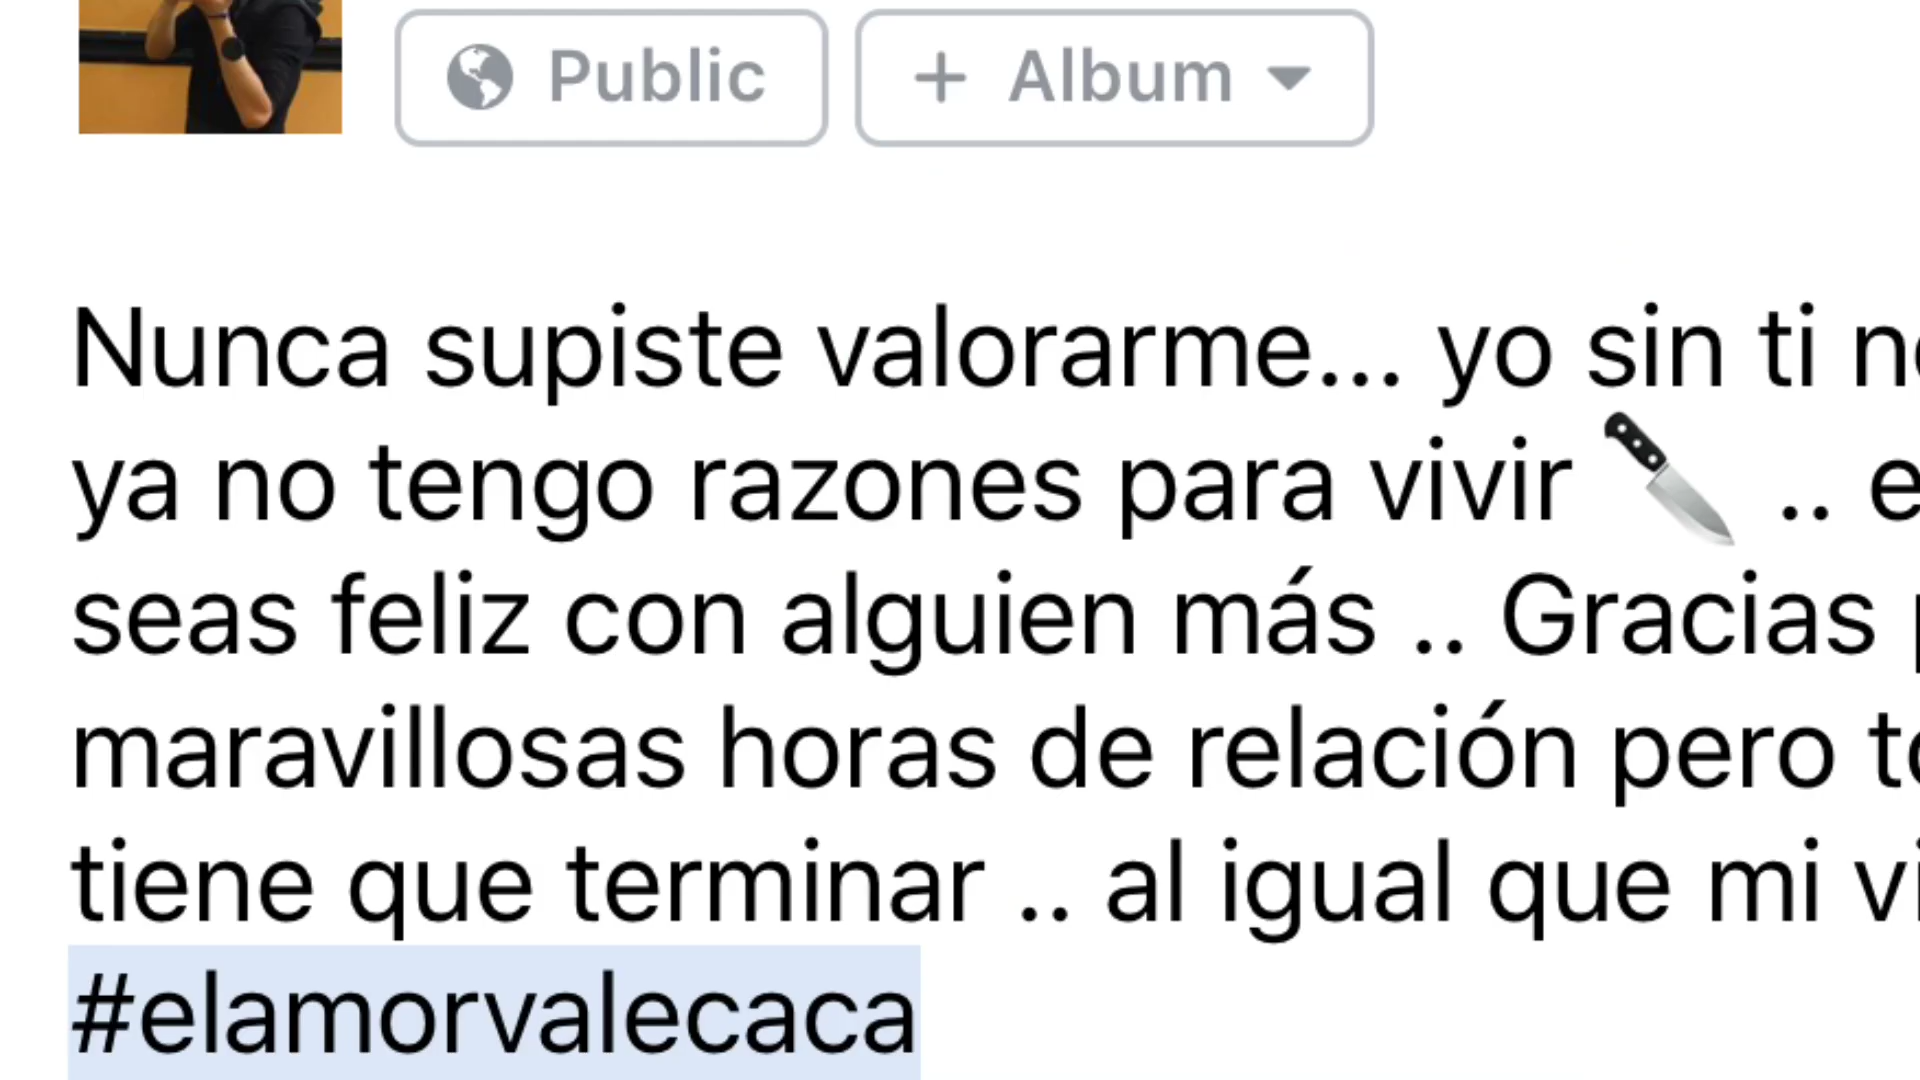 Public
+ Album
Nunca supiste valorarme... yo sin ti
ya no tengo razones para vivir 🔪 ..
seas feliz con alguien más .. Gracias
maravillosas horas de relación pero
tiene que terminar .. al igual que mi
#elamorvalecaca